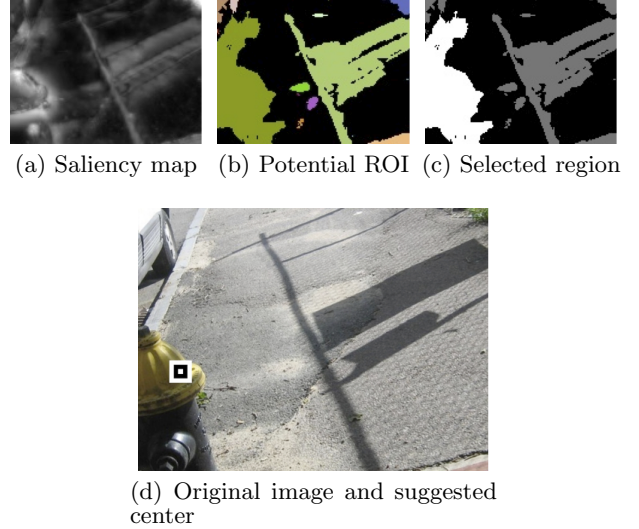 (a) Saliency map
(b) Potential ROI
(c) Selected region
(d) Original image and suggested
center